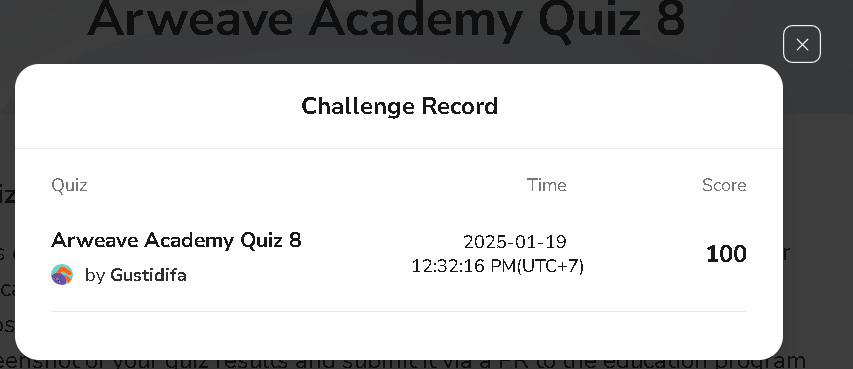 Arweave Academy Quiz 8
Challenge Record
Quiz Time Score
Arweave Academy Quiz 8
2025-01-19
12:32:16 PM(UTC+7)
100
by Gustidifa
of your quiz results and submit it via a PR to the education program